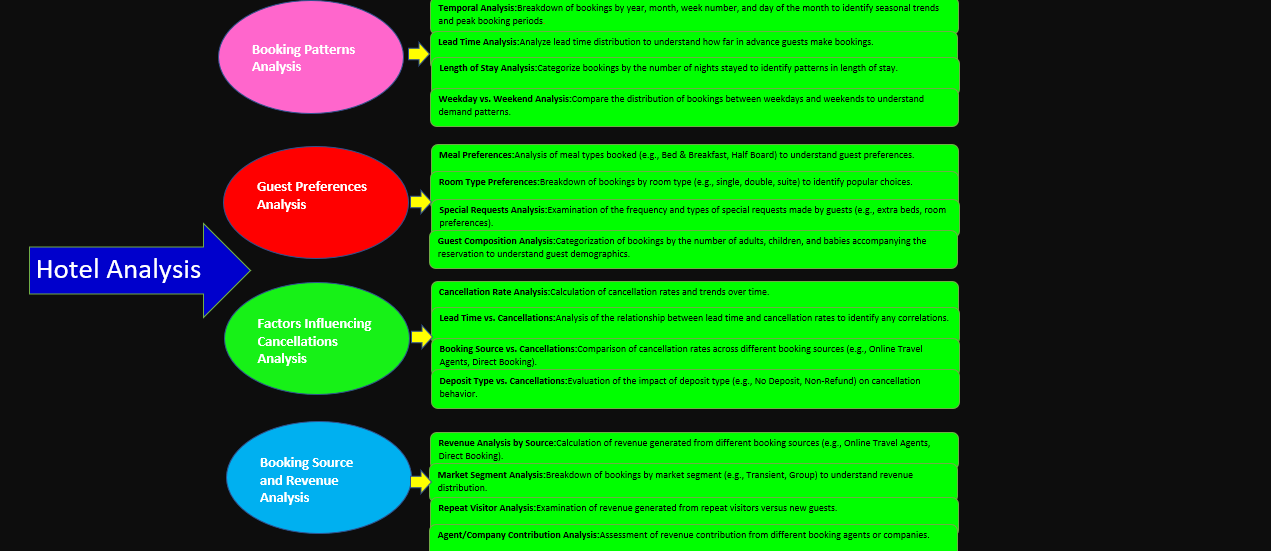 Temporal Analysis:Breakdown of bookings by year, month, week number, and day of the month to identify seasonal trends
and peak booking periods.
Booking Patterns
Analysis
Lead Time Analysis:Analyze lead time distribution to understand how far in advance guests make bookings.
Length of Stay Analysis:Categorize bookings by the number of nights stayed to identify patterns in length of stay.
Weekday vs. Weekend Analysis:Compare the distribution of bookings between weekdays and weekends to understand
demand patterns.
Guest Preferences
Analysis
Meal Preferences:Analysis of meal types booked (e.g., Bed & Breakfast, Half Board) to understand guest preferences.
Room Type Preferences:Breakdown of bookings by room type (e.g., single, double, suite) to identify popular choices.
Special Requests Analysis:Examination of the frequency and types of special requests made by guests (e.g., extra beds, room
preferences).
Guest Composition Analysis:Categorization of bookings by the number of adults, children, and babies accompanying the
reservation to understand guest demographics.
Hotel Analysis
Factors Influencing
Cancellations
Analysis
Cancellation Rate Analysis:Calculation of cancellation rates and trends over time.
Lead Time vs. Cancellations:Analysis of the relationship between lead time and cancellation rates to identify any correlations.
Booking Source vs. Cancellations:Comparison of cancellation rates across different booking sources (e.g., Online Travel
Agents, Direct Booking).
Deposit Type vs. Cancellations:Evaluation of the impact of deposit type (e.g., No Deposit, Non-Refund) on cancellation
behavior.
Booking Source
and Revenue
Analysis
Revenue Analysis by Source:Calculation of revenue generated from different booking sources (e.g., Online Travel Agents,
Direct Booking).
Market Segment Analysis:Breakdown of bookings by market segment (e.g., Transient, Group) to understand revenue
distribution.
Repeat Visitor Analysis:Examination of revenue generated from repeat visitors versus new guests.
Agent/Company Contribution Analysis:Assessment of revenue contribution from different booking agents or companies.